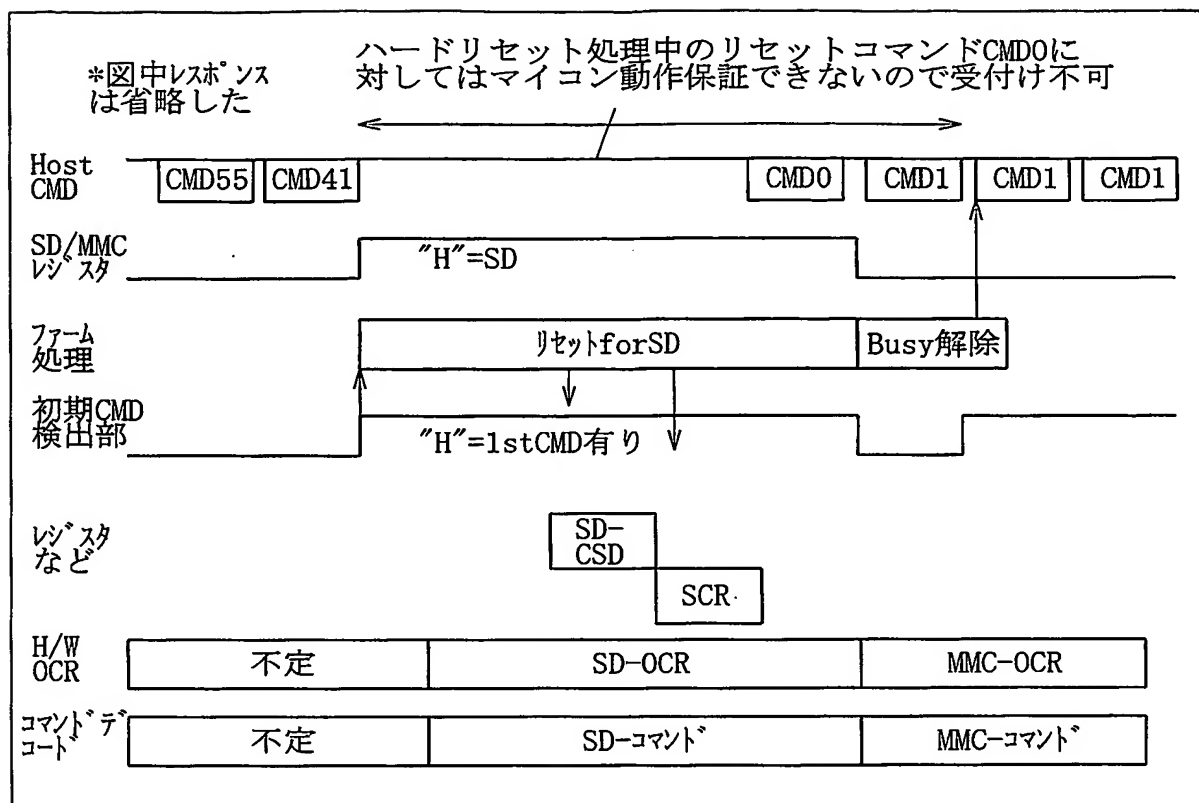 *図中ﾚｽﾎﾟﾝｽ
は省略した
ハードリセット処理中のリセットコマンドCMD0に
対してはマイコン動作保証できないので受付け不可
Host
CMD
CMD55
CMD41
CMD0
CMD1
CMD1
CMD1
SD/MMC
ﾚｼﾞｽﾀ
"H"=SD
ﾌｧｰﾑ
処理
ﾘｾｯﾄforSD
Busy解除
初期CMD
検出部
"H"=1stCMD有り
ﾚｼﾞｽﾀ
など
SD-
CSD
SCR
H/W
OCR
不定
SD-OCR
MMC-OCR
ｺﾏﾝﾄﾞﾃﾞ
ｺｰﾄﾞ
不定
SD-ｺﾏﾝﾄﾞ
MMC-ｺﾏﾝﾄﾞ